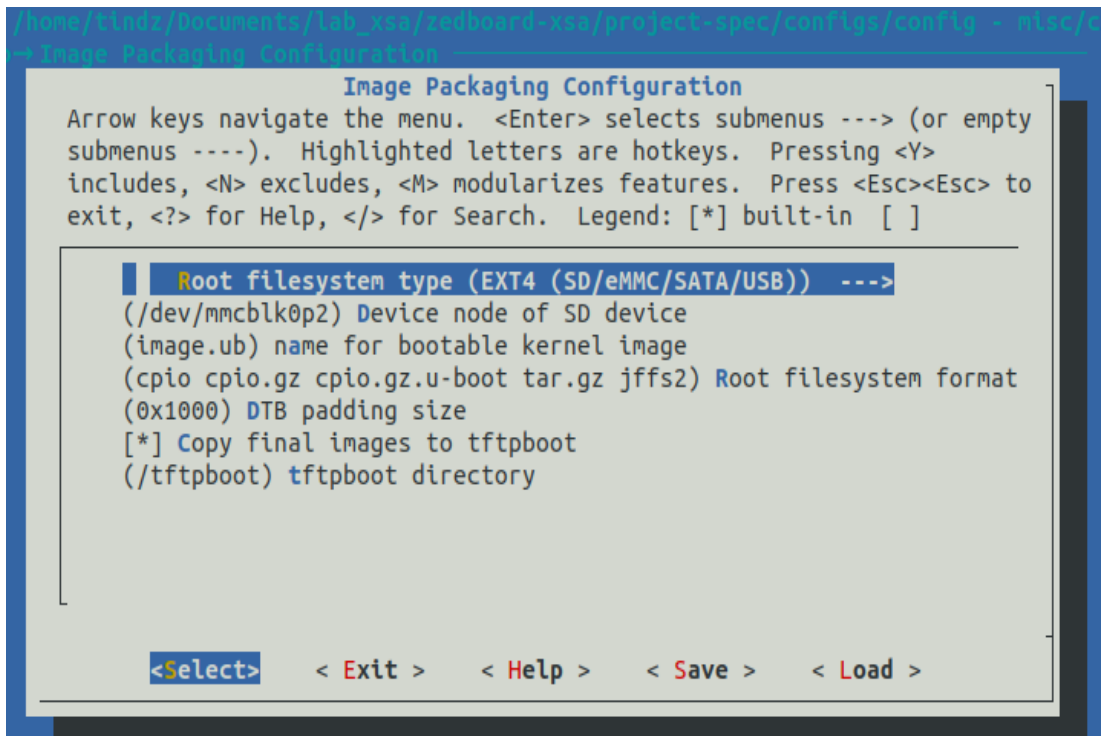 /home/tindz/Documents/lab_xsa/zedboard-xsa/project-spec/configs/config - misc/c
→ Image Packaging Configuration
Image Packaging Configuration
Arrow keys navigate the menu.  <Enter> selects submenus ---> (or empty
submenus ----).  Highlighted letters are hotkeys.  Pressing <Y>
includes, <N> excludes, <M> modularizes features.  Press <Esc><Esc> to
exit, <?> for Help, </> for Search.  Legend: [*] built-in  [ ]
Root filesystem type (EXT4 (SD/eMMC/SATA/USB))  --->
(/dev/mmcblk0p2) Device node of SD device
(image.ub) name for bootable kernel image
(cpio cpio.gz cpio.gz.u-boot tar.gz jffs2) Root filesystem format
(0x1000) DTB padding size
[*] Copy final images to tftpboot
(/tftpboot) tftpboot directory
<Select>    < Exit >    < Help >    < Save >    < Load >